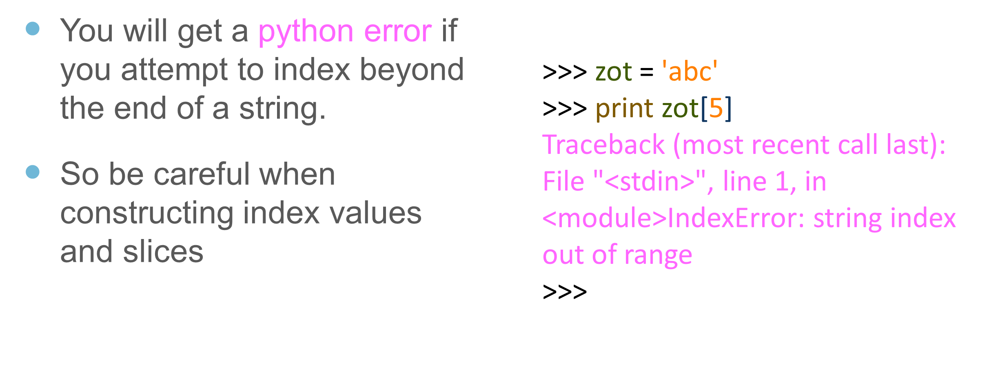 You will get a python error if
you attempt to index beyond
the end of a string.
So be careful when
constructing index values
and slices
>>> zot = 'abc'
>>> print zot[5]
Traceback (most recent call last):
File "<stdin>", line 1, in
<module>IndexError: string index
out of range
>>>